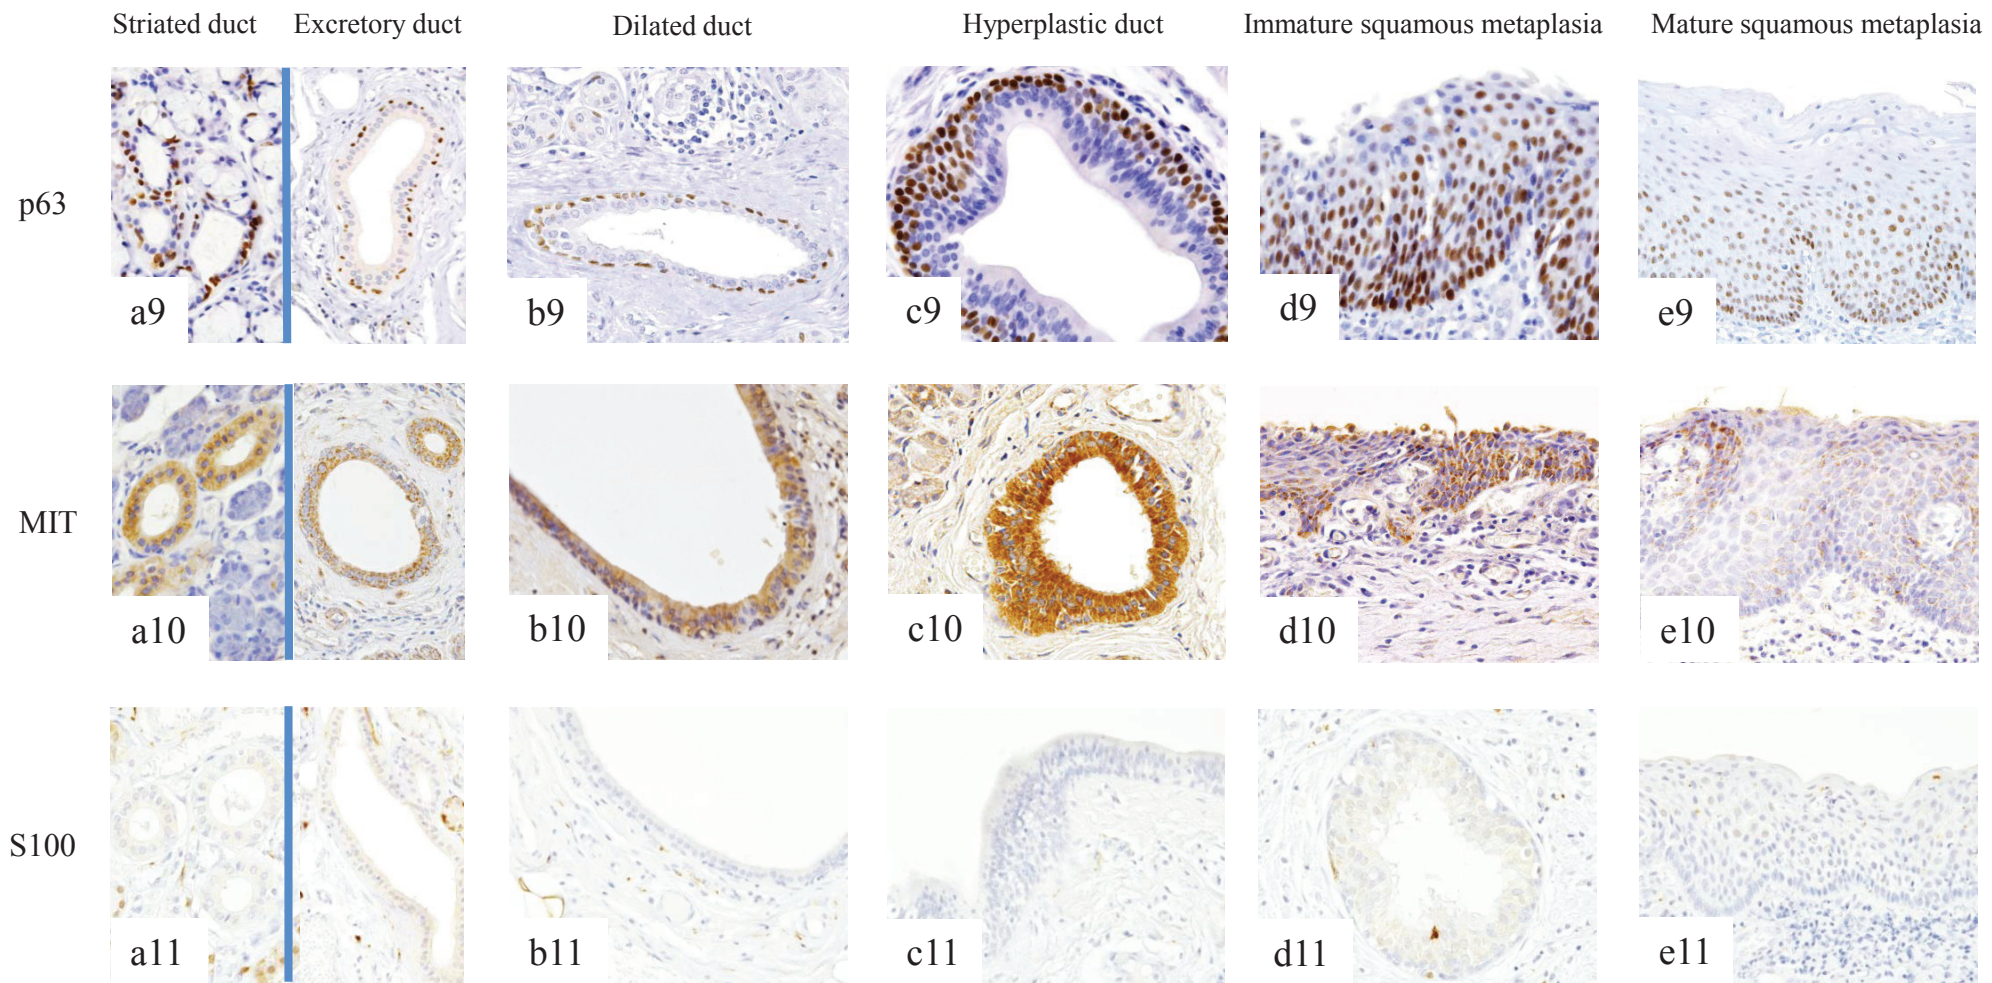 Striated duct Excretory duct Dilated duct Hyperplastic duct Immature squamous metaplasia Mature squamous metaplasia
p63
a9 b9 c9 d9 e9
MIT
a10 b10 c10 d10 e10
S100
a11 b11 c11 d11 e11